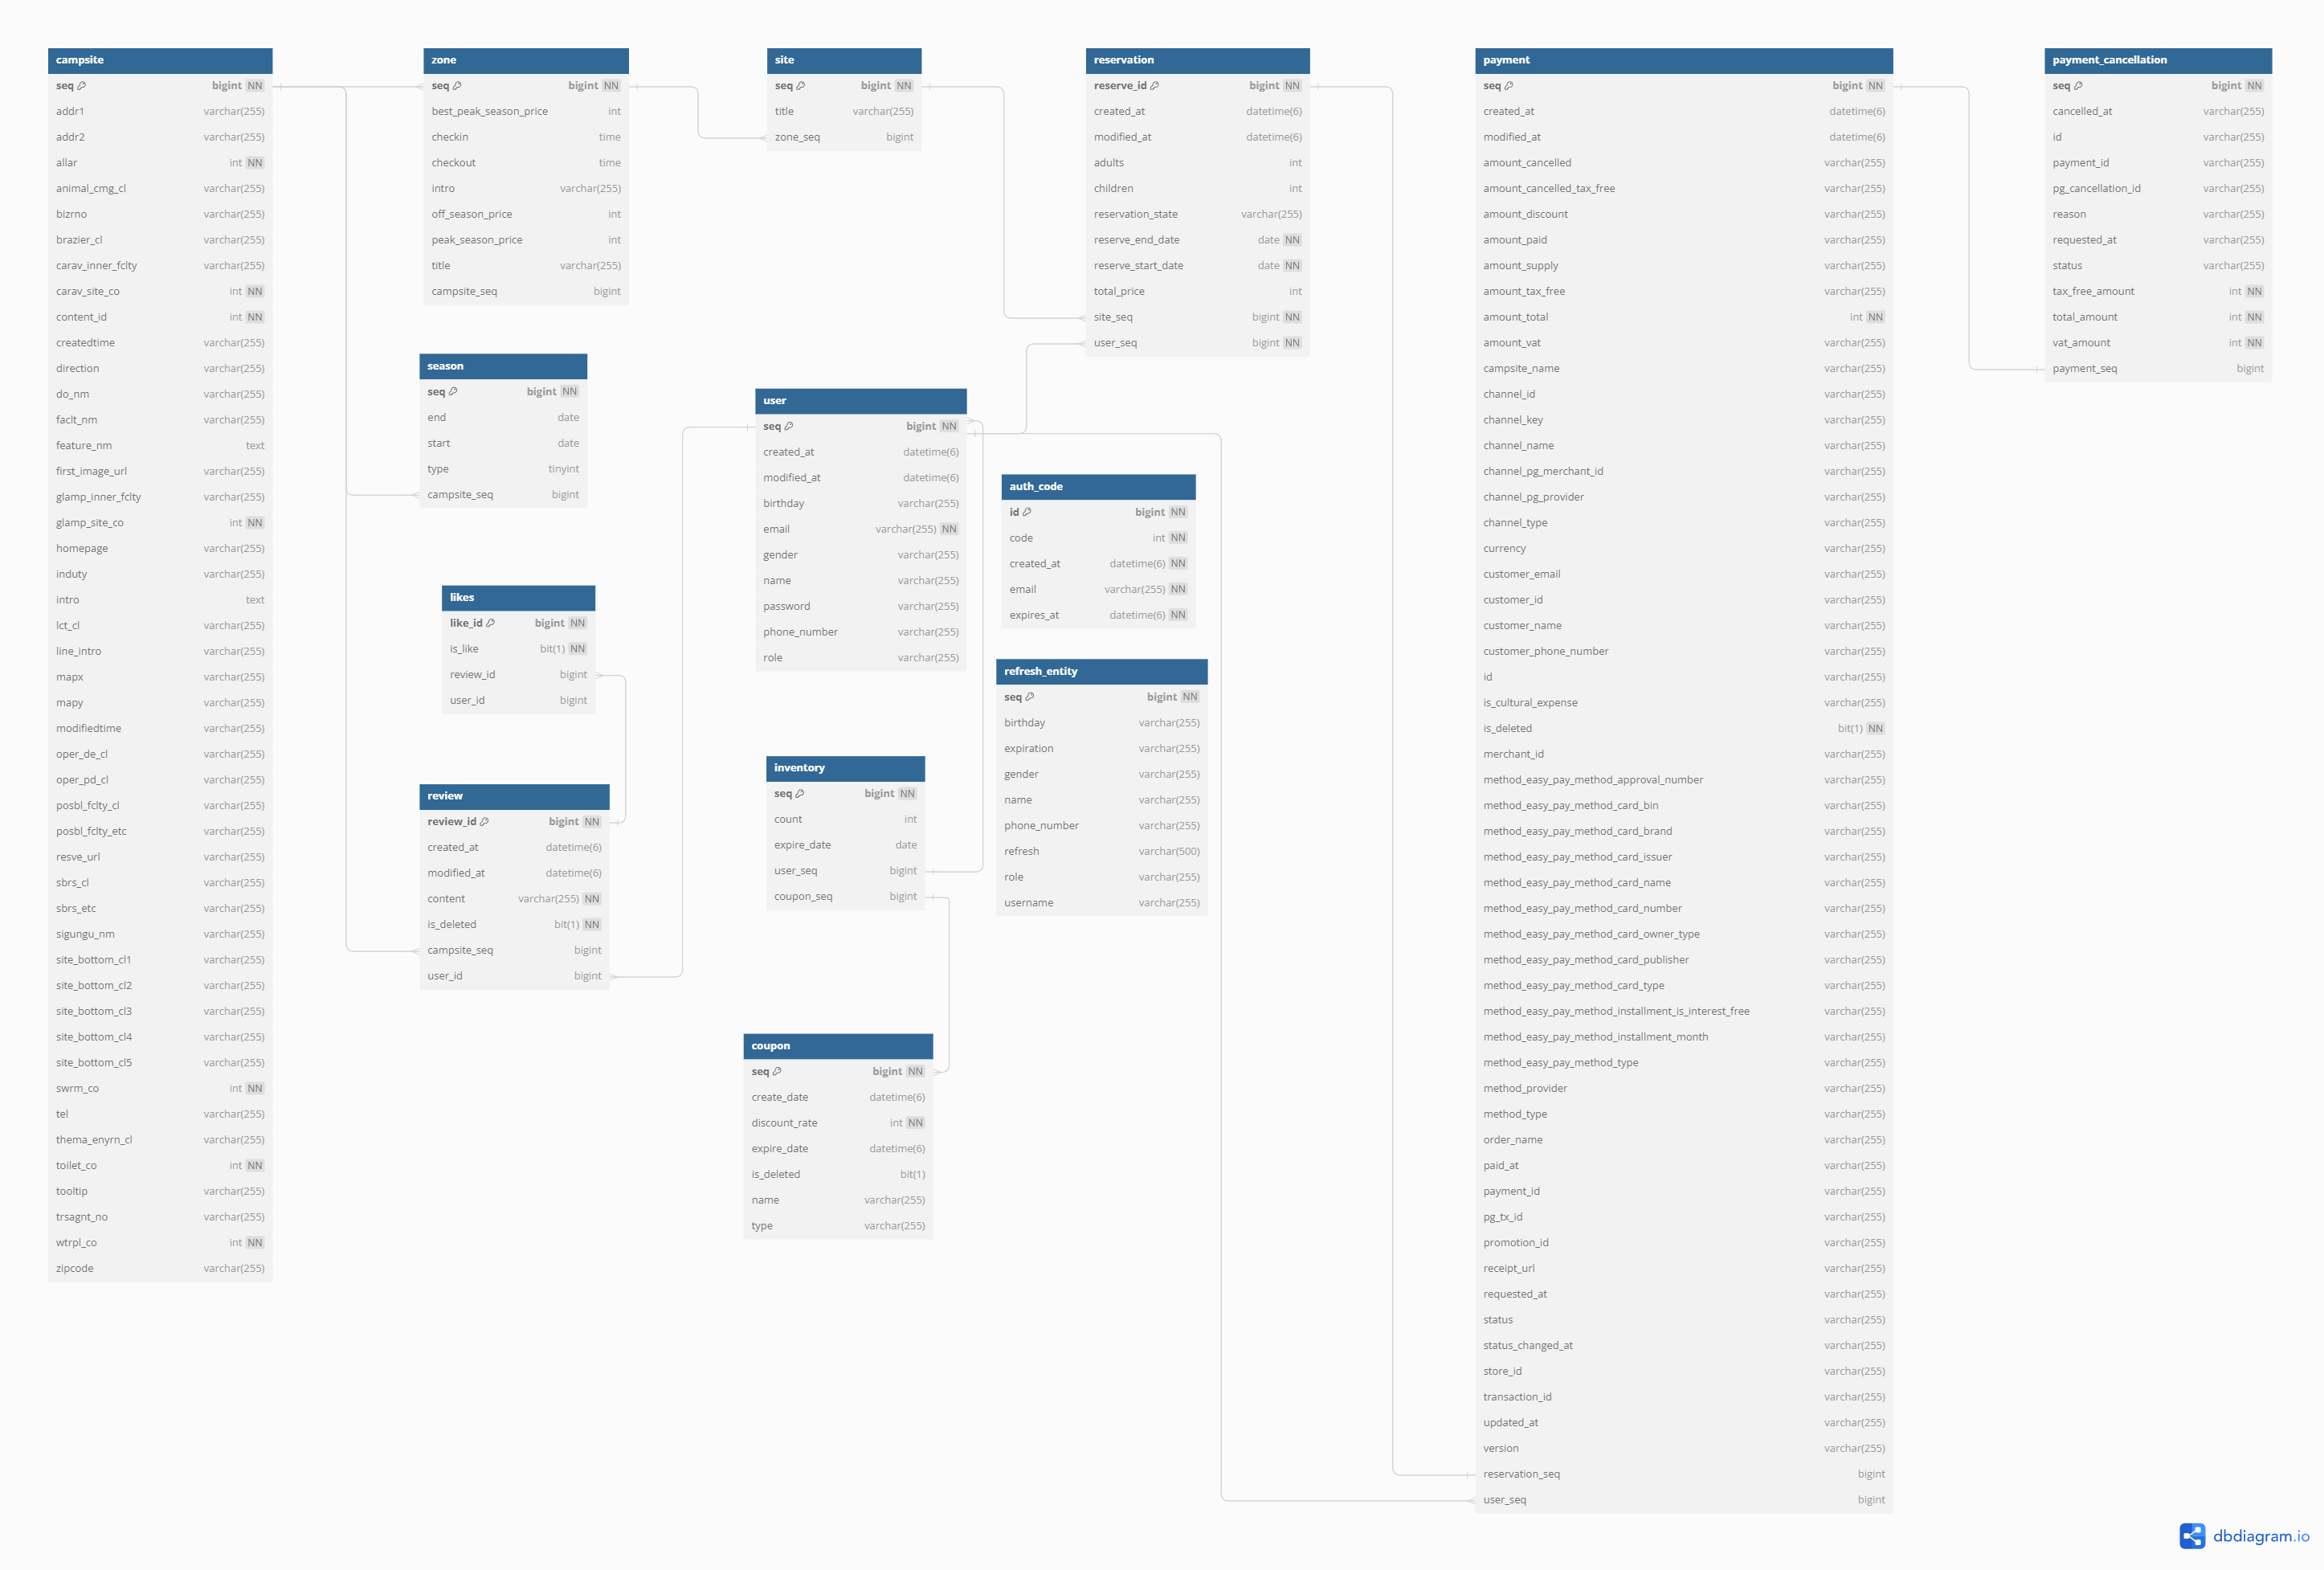 campsite
seq bigint NN
addr1 varchar(255)
addr2 varchar(255)
allar int NN
animal_cmg_cl varchar(255)
bizrno varchar(255)
brazier_cl varchar(255)
carav_inner_fclty varchar(255)
carav_site_co int NN
content_id int NN
createdtime varchar(255)
direction varchar(255)
do_nm varchar(255)
faclt_nm varchar(255)
feature_nm text
first_image_url varchar(255)
glamp_inner_fclty varchar(255)
glamp_site_co int NN
homepage varchar(255)
induty varchar(255)
intro text
lct_cl varchar(255)
line_intro varchar(255)
mapx varchar(255)
mapy varchar(255)
modifiedtime varchar(255)
oper_de_cl varchar(255)
oper_pd_cl varchar(255)
posbl_fclty_cl varchar(255)
posbl_fclty_etc varchar(255)
resve_url varchar(255)
sbrs_cl varchar(255)
sbrs_etc varchar(255)
sigungu_nm varchar(255)
site_bottom_cl1 varchar(255)
site_bottom_cl2 varchar(255)
site_bottom_cl3 varchar(255)
site_bottom_cl4 varchar(255)
site_bottom_cl5 varchar(255)
swrm_co int NN
tel varchar(255)
thema_enyrn_cl varchar(255)
toilet_co int NN
tooltip varchar(255)
trsagnt_no varchar(255)
wtrpl_co int NN
zipcode varchar(255)
zone
seq bigint NN
best_peak_season_price int
checkin time
checkout time
intro varchar(255)
off_season_price int
peak_season_price int
title varchar(255)
campsite_seq bigint
season
seq bigint NN
end date
start date
type tinyint
campsite_seq bigint
likes
like_id bigint NN
is_like bit(1) NN
review_id bigint
user_id bigint
review
review_id bigint NN
created_at datetime(6)
modified_at datetime(6)
content varchar(255) NN
is_deleted bit(1) NN
campsite_seq bigint
user_id bigint
site
seq bigint NN
title varchar(255)
zone_seq bigint
user
seq bigint NN
created_at datetime(6)
modified_at datetime(6)
birthday varchar(255)
email varchar(255) NN
gender varchar(255)
name varchar(255)
password varchar(255)
phone_number varchar(255)
role varchar(255)
inventory
seq bigint NN
count int
expire_date date
user_seq bigint
coupon_seq bigint
coupon
seq bigint NN
create_date datetime(6)
discount_rate int NN
expire_date datetime(6)
is_deleted bit(1)
name varchar(255)
type varchar(255)
reservation
reserve_id bigint NN
created_at datetime(6)
modified_at datetime(6)
adults int
children int
reservation_state varchar(255)
reserve_end_date date NN
reserve_start_date date NN
total_price int
site_seq bigint NN
user_seq bigint NN
auth_code
id bigint NN
code int NN
created_at datetime(6) NN
email varchar(255) NN
expires_at datetime(6) NN
refresh_entity
seq bigint NN
birthday varchar(255)
expiration varchar(255)
gender varchar(255)
name varchar(255)
phone_number varchar(255)
refresh varchar(500)
role varchar(255)
username varchar(255)
payment
seq bigint NN
created_at datetime(6)
modified_at datetime(6)
amount_cancelled varchar(255)
amount_cancelled_tax_free varchar(255)
amount_discount varchar(255)
amount_paid varchar(255)
amount_supply varchar(255)
amount_tax_free varchar(255)
amount_total int NN
amount_vat varchar(255)
campsite_name varchar(255)
channel_id varchar(255)
channel_key varchar(255)
channel_name varchar(255)
channel_pg_merchant_id varchar(255)
channel_pg_provider varchar(255)
channel_type varchar(255)
currency varchar(255)
customer_email varchar(255)
customer_id varchar(255)
customer_name varchar(255)
customer_phone_number varchar(255)
id varchar(255)
is_cultural_expense varchar(255)
is_deleted bit(1) NN
merchant_id varchar(255)
method_easy_pay_method_approval_number varchar(255)
method_easy_pay_method_card_bin varchar(255)
method_easy_pay_method_card_brand varchar(255)
method_easy_pay_method_card_issuer varchar(255)
method_easy_pay_method_card_name varchar(255)
method_easy_pay_method_card_number varchar(255)
method_easy_pay_method_card_owner_type varchar(255)
method_easy_pay_method_card_publisher varchar(255)
method_easy_pay_method_card_type varchar(255)
method_easy_pay_method_installment_is_interest_free varchar(255)
method_easy_pay_method_installment_month varchar(255)
method_easy_pay_method_type varchar(255)
method_provider varchar(255)
method_type varchar(255)
order_name varchar(255)
paid_at varchar(255)
payment_id varchar(255)
pg_tx_id varchar(255)
promotion_id varchar(255)
receipt_url varchar(255)
requested_at varchar(255)
status varchar(255)
status_changed_at varchar(255)
store_id varchar(255)
transaction_id varchar(255)
updated_at varchar(255)
version varchar(255)
reservation_seq bigint
user_seq bigint
payment_cancellation
seq bigint NN
cancelled_at varchar(255)
id varchar(255)
payment_id varchar(255)
pg_cancellation_id varchar(255)
reason varchar(255)
requested_at varchar(255)
status varchar(255)
tax_free_amount int NN
total_amount int NN
vat_amount int NN
payment_seq bigint
dbdiagram.io